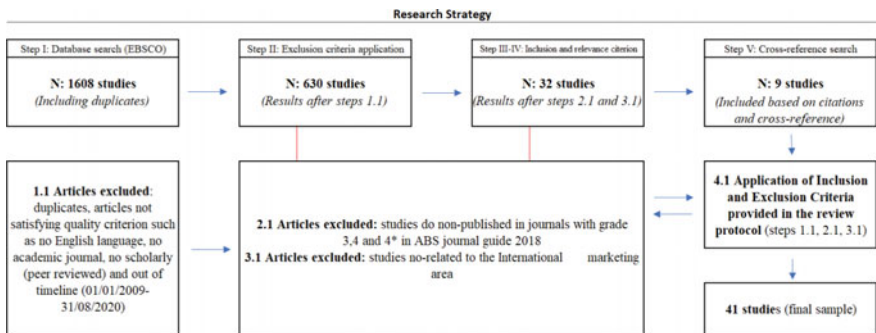 Research Strategy
Step I: Database search (EBSCO)
N: 1608 studies
(Including duplicates)
Step II: Exclusion criteria application
N: 630 studies
(Results after steps 1.1)
Step III-IV: Inclusion and relevance criterion
N: 32 studies
(Results after steps 2.1 and 3.1)
Step V: Cross-reference search
N: 9 studies
(Included based on citations
and cross-reference)
1.1 Articles excluded:
duplicates, articles not
satisfying quality criterion such
as no English language, no
academic journal, no scholarly
(peer reviewed) and out of
timeline (01/01/2009-
31/08/2020)
2.1 Articles excluded: studies do non-published in journals with grade
3,4 and 4* in ABS journal guide 2018
3.1 Articles excluded: studies no-related to the International marketing
area
4.1 Application of Inclusion
and Exclusion Criteria
provided in the review
protocol (steps 1.1, 2.1, 3.1)
41 studies (final sample)